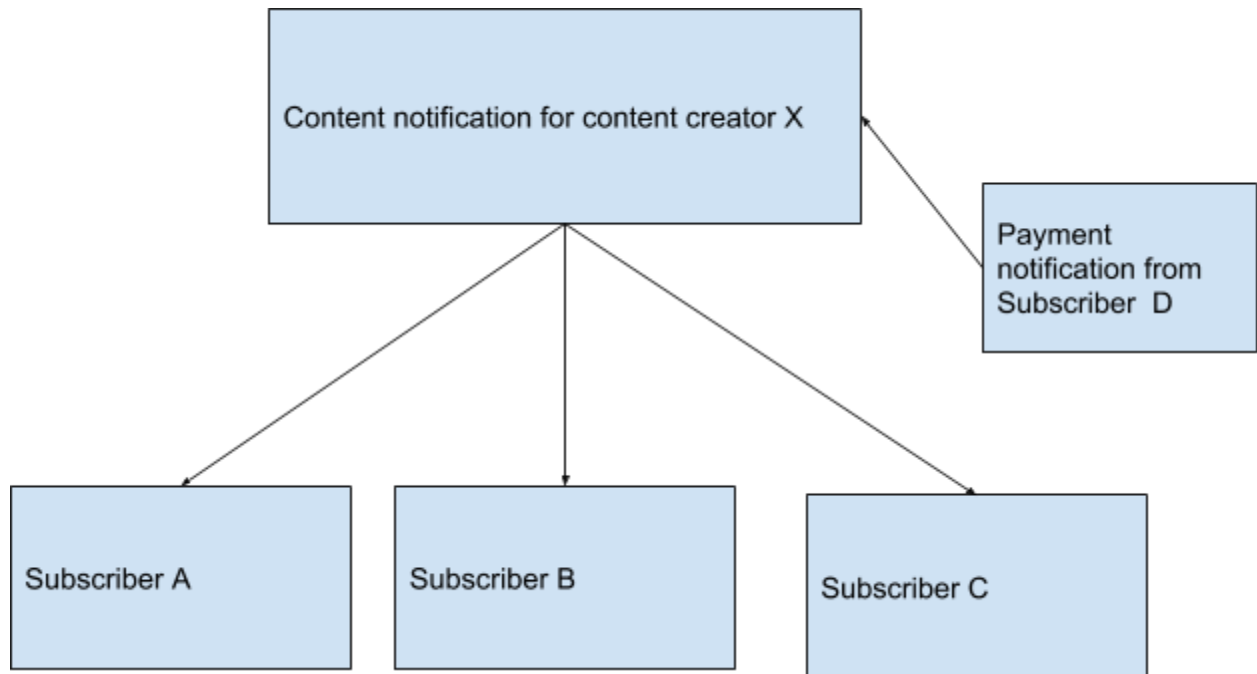 Content notification for content creator X
Payment
notification from
Subscriber  D
Subscriber A
Subscriber B
Subscriber C